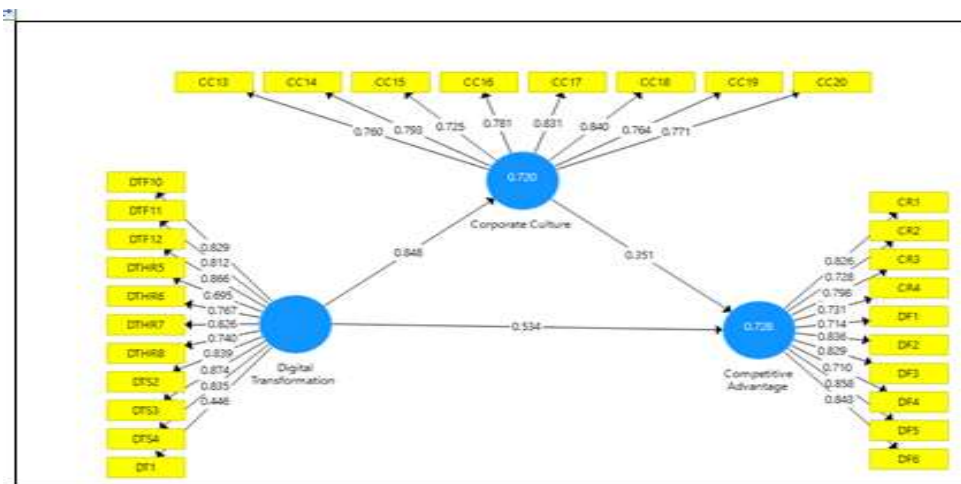 CC13 CC14 CC15 CC16 CC17 CC18 CC19 CC20
0.760 0.793 0.725 0.781 0.831 0.840 0.764 0.771
0.720
Corporate Culture
DTF10
DTF11
DTF12
DTHR5
DTHR6
DTHR7
DTHR8
DTS2
DTS3
DTS4
DT1
0.829
0.812
0.866
0.695
0.767
0.826
0.740
0.839
0.874
0.835
0.446
Digital
Transformation
0.848
0.351
0.534
0.728
Competitive
Advantage
0.826
0.728
0.796
0.731
0.714
0.836
0.829
0.710
0.858
0.843
CR1
CR2
CR3
CR4
DF1
DF2
DF3
DF4
DF5
DF6